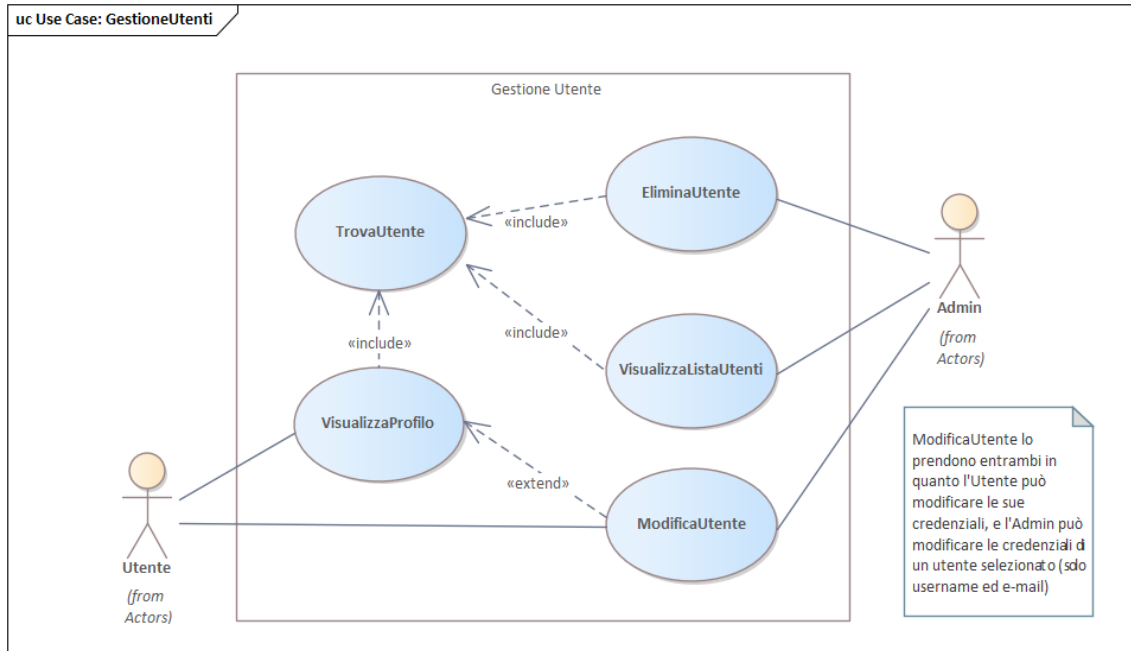 uc Use Case: GestioneUtenti
Gestione Utente
EliminaUtente
TrovaUtente
«include»
Admin
(from
Actors)
«include»
«include»
VisualizzaListaUtenti
VisualizzaProfilo
ModificaUtente lo
prendono entrambi in
quanto l'Utente può
modificare le sue
credenziali, e l'Admin può
modificare le credenziali di
un utente selezionato (solo
username ed e-mail)
«extend»
ModificaUtente
Utente
(from
Actors)